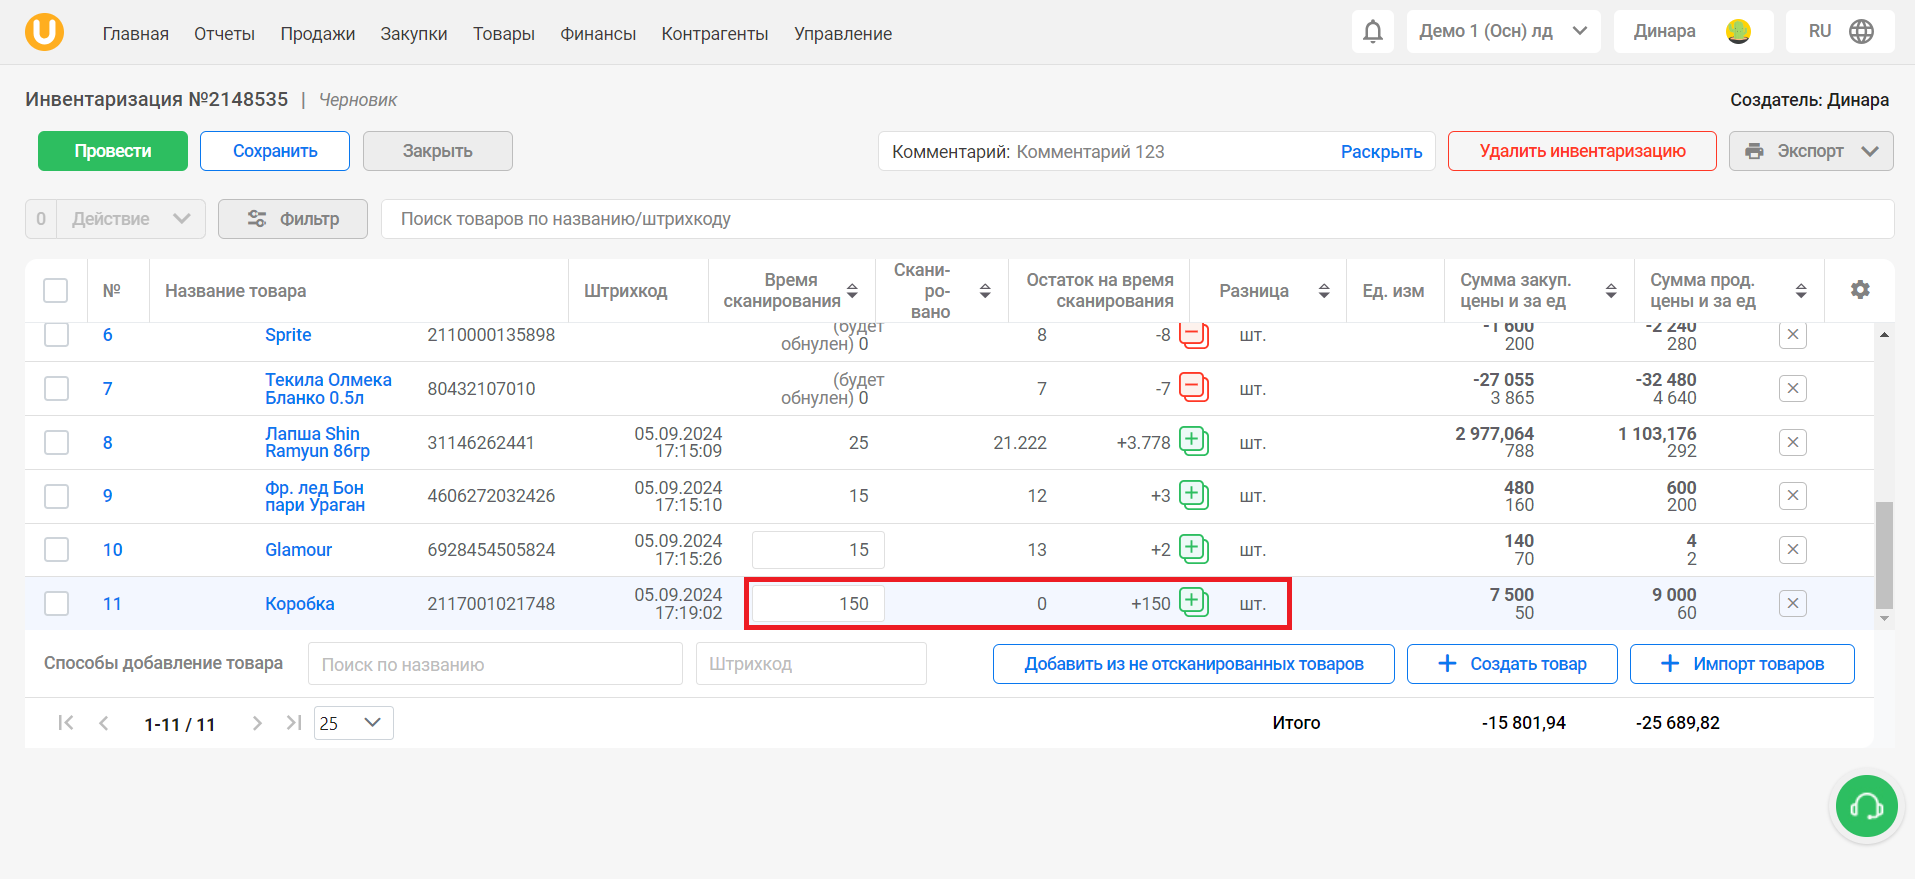 Главная Отчеты Продажи Закупки Товары Финансы Контрагенты Управление Демо 1 (Осн) лд Динара RU
Инвентаризация №2148535 | Черновик Создатель: Динара
Провести Сохранить Закрыть Комментарий: Комментарий 123 Раскрыть Удалить инвентаризацию Экспорт
0 Действие Фильтр Поиск товаров по названию/штрихкоду
№ Название товара Штрихкод Время сканирования Скани-ро-вано Остаток на время сканирования Разница Ед. изм Сумма закуп. цены и за ед Сумма прод. цены и за ед
6 Sprite 2110000135898 (будет обнулен) 0 8 -8 шт. -1 600 200 -2 240 280
7 Текила Олмека Бланко 0.5л 80432107010 (будет обнулен) 0 7 -7 шт. -27 055 3 865 -32 480 4 640
8 Лапша Shin Ramyun 86гр 31146262441 05.09.2024 17:15:09 25 21.222 +3.778 шт. 2 977,064 788 1 103,176 292
9 Фр. лед Бон пари Ураган 4606272032426 05.09.2024 17:15:10 15 12 +3 шт. 480 160 600 200
10 Glamour 6928454505824 05.09.2024 17:15:26 15 13 +2 шт. 140 70 4 2
11 Коробка 2117001021748 05.09.2024 17:19:02 150 0 +150 шт. 7 500 50 9 000 60
Способы добавление товара Поиск по названию Штрихкод Добавить из не отсканированных товаров + Создать товар + Импорт товаров
1-11 / 11 25 Итого -15 801,94 -25 689,82